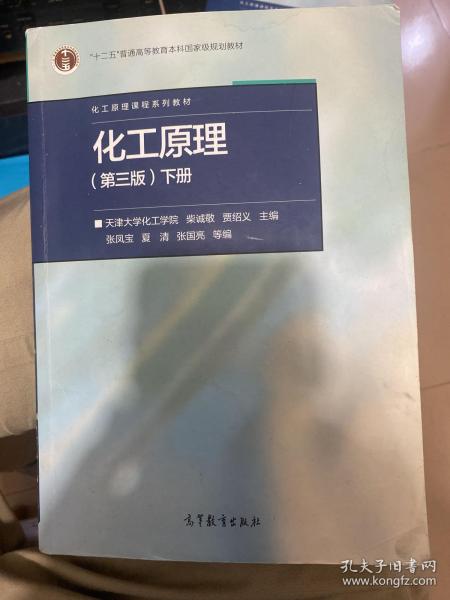 十二五
“十二五”普通高等教育本科国家级规划教材
化工原理课程系列教材
化工原理
（第三版）下册
■ 天津大学化工学院 柴诚敬 贾绍义 主编
张凤宝 夏 清 张国亮 等编
高等教育出版社
孔夫子旧书网
www.kongfz.com